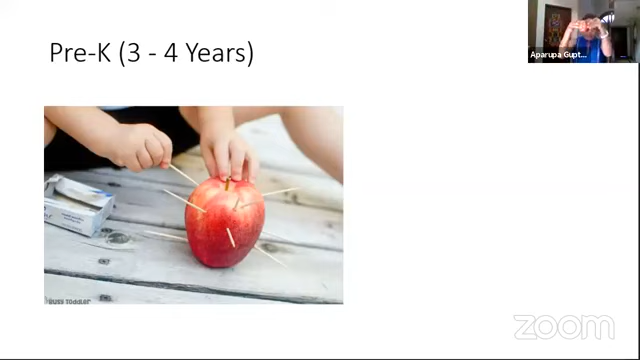 Pre-K (3 - 4 Years)
Aparupa Gupt...
BUSY TODDLER
zoom